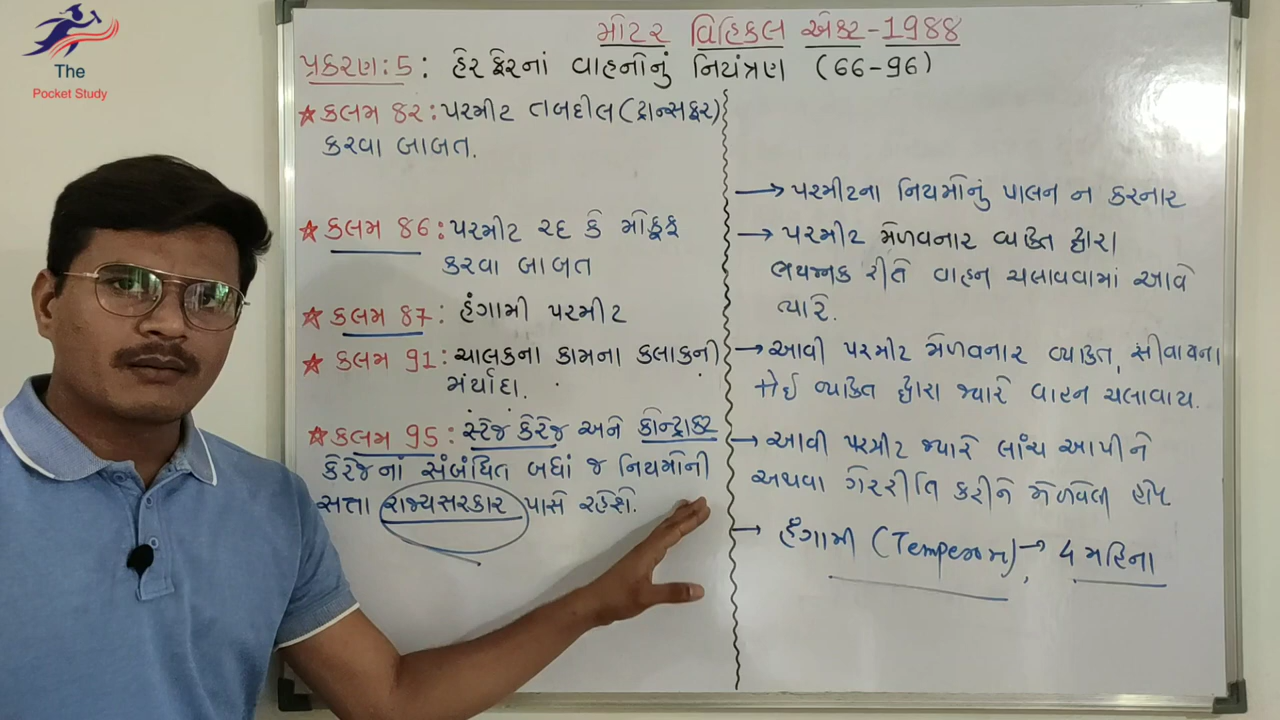 The
Pocket Study
મોટર વિહિકલ એક્ટ-1988
પ્રકરણ:5: હેરફેરનાં વાહનોનું નિયંત્રણ (66-96)
★ કલમ 82: પરમીટ તબદીલ (ટ્રાન્સફર)
કરવા બાબત.
★ કલમ 86: પરમીટ રદ કે મોકૂફ
કરવા બાબત
★ કલમ 87: હંગામી પરમીટ
★ કલમ 91: ચાલકના કામના કલાકની
મર્યાદા.
★ કલમ 95: સ્ટેજ કેરેજ અને કોન્ટ્રાક્ટ
કેરેજનાં સંબંધિત બધાં જ નિયમોની
સત્તા રાજ્યસરકાર પાસે રહેશે.
→ પરમીટના નિયમોનું પાલન ન કરનાર
→ પરમીટ મેળવનાર વ્યક્તિ દ્વારા
ભયજનક રીતે વાહન ચલાવવામાં આવે
ત્યારે.
→ આવી પરમીટ મેળવનાર વ્યક્તિ સીવાયના
કોઈ વ્યક્તિ દ્વારા જ્યારે વાહન ચલાવાય.
→ આવી પરમીટ જ્યારે લાંચ આપીને
અથવા ગેરરીતિ કરીને મેળવેલી હોય
→ હંગામી → 4 મહિના